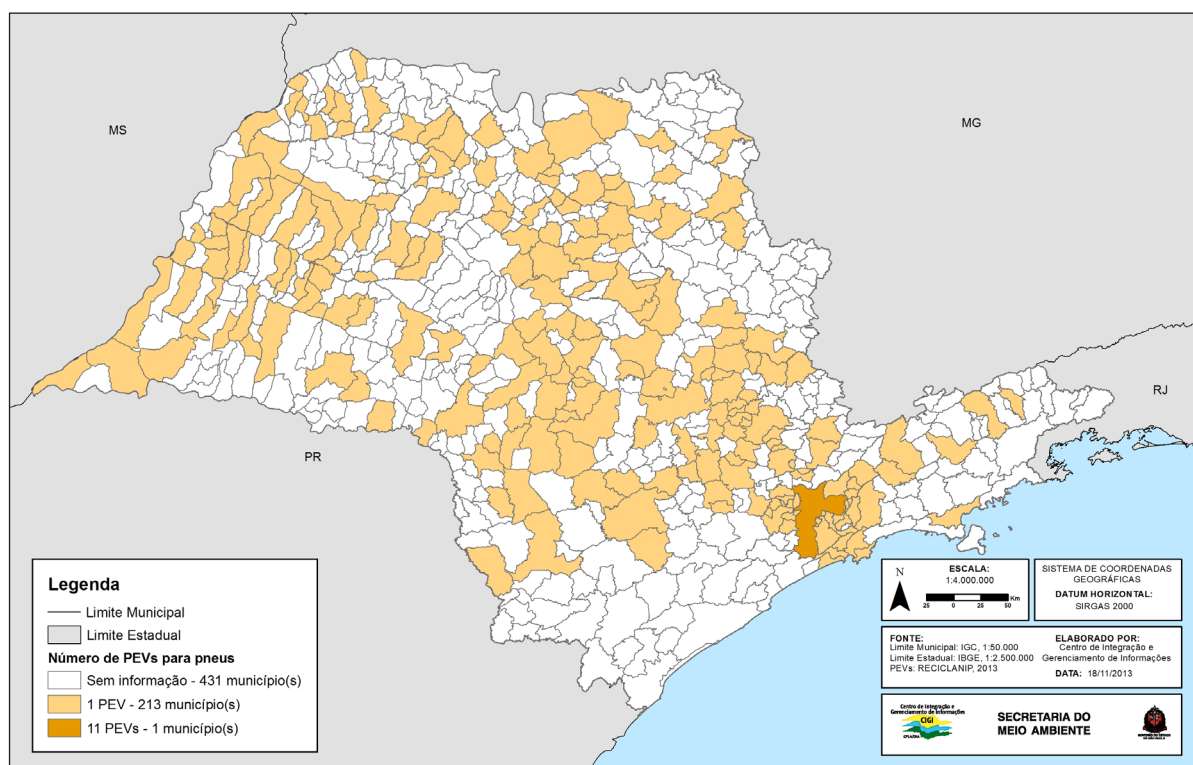 MS
MG
RJ
PR
Legenda
Limite Municipal
Limite Estadual
Número de PEVs para pneus
Sem informação - 431 município(s)
1 PEV - 213 município(s)
11 PEVs - 1 município(s)
N
ESCALA:
1:4.000.000
25 0 25 50 Km
SISTEMA DE COORDENADAS
GEOGRÁFICAS
DATUM HORIZONTAL:
SIRGAS 2000
FONTE:
Limite Municipal: IGC, 1:50.000
Limite Estadual: IBGE, 1:2.500.000
PEVs: RECICLANIP, 2013
ELABORADO POR:
Centro de Integração e
Gerenciamento de Informações
DATA: 18/11/2013
Centro de Integração e
Gerenciamento de Informações
CIGI
CPLA/SMA
SECRETARIA DO
MEIO AMBIENTE